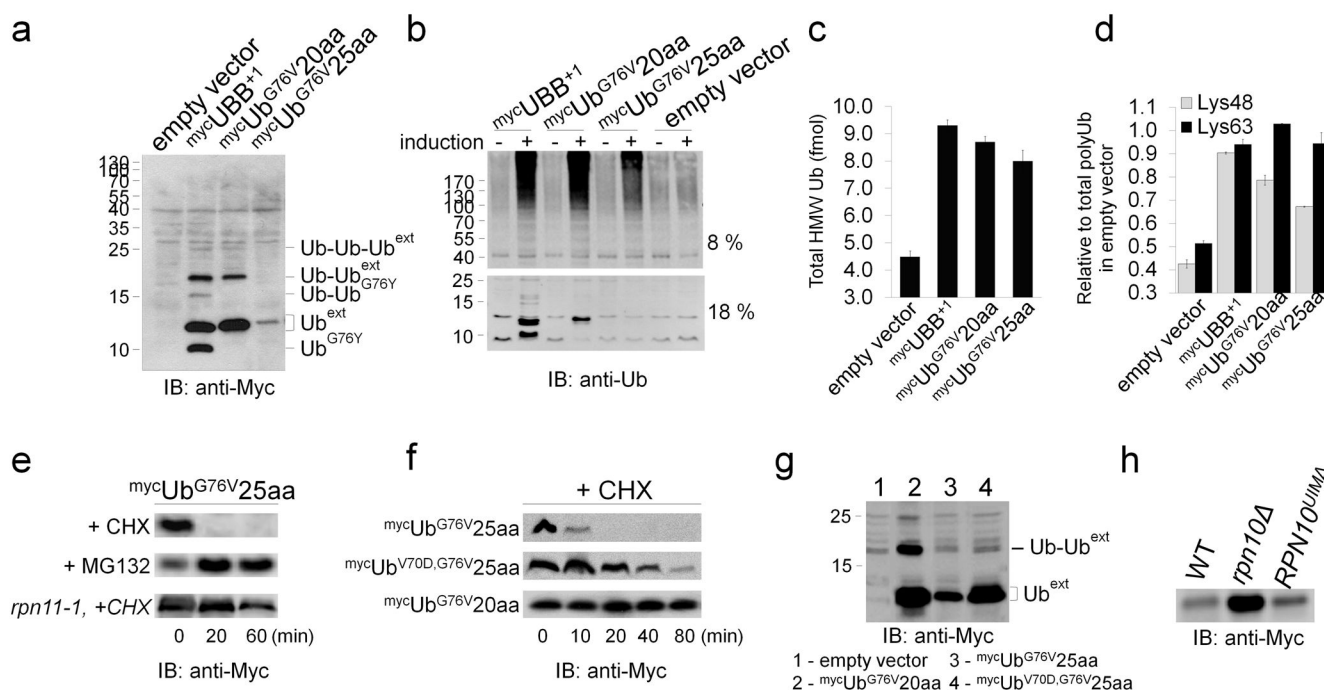 a
empty vector
mycUBB+1
mycUbG76V20aa
mycUbG76V25aa
130
100
70
55
40
35
25
15
10
Ub-Ub-Ubext
Ub-Ubext
G76Y
Ub-Ub
Ubext
UbG76Y
IB: anti-Myc
b
mycUBB+1
mycUbG76V20aa
mycUbG76V25aa
empty vector
induction - + - + - + - +
170
130
100
70
55
40
8 %
25
15
10
18 %
IB: anti-Ub
c
Total HMW Ub (fmol)
10.0
9.0
8.0
7.0
6.0
5.0
4.0
3.0
empty vector
mycUBB+1
mycUbG76V20aa
mycUbG76V25aa
d
Lys48
Lys63
Relative to total polyUb
in empty vector
1.0
0.9
0.8
0.7
0.6
0.5
0.4
0.3
empty vector
mycUBB+1
mycUbG76V20aa
mycUbG76V25aa
e
mycUbG76V25aa
+ CHX
+ MG132
rpn11-1, +CHX
0 20 60 (min)
IB: anti-Myc
f
+ CHX
mycUbG76V25aa
mycUbV70D,G76V25aa
mycUbG76V20aa
0 10 20 40 80 (min)
IB: anti-Myc
g
1 2 3 4
25
15
Ub-Ubext
Ubext
IB: anti-Myc
1 - empty vector 3 - mycUbG76V25aa
2 - mycUbG76V20aa 4 - mycUbV70D,G76V25aa
h
WT
rpn10Δ
IB: anti-Myc